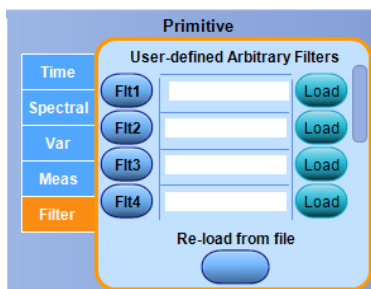 Primitive
User-defined Arbitrary Filters
Time
Spectral
Var
Meas
Filter
Flt1 Load
Flt2 Load
Flt3 Load
Flt4 Load
Re-load from file